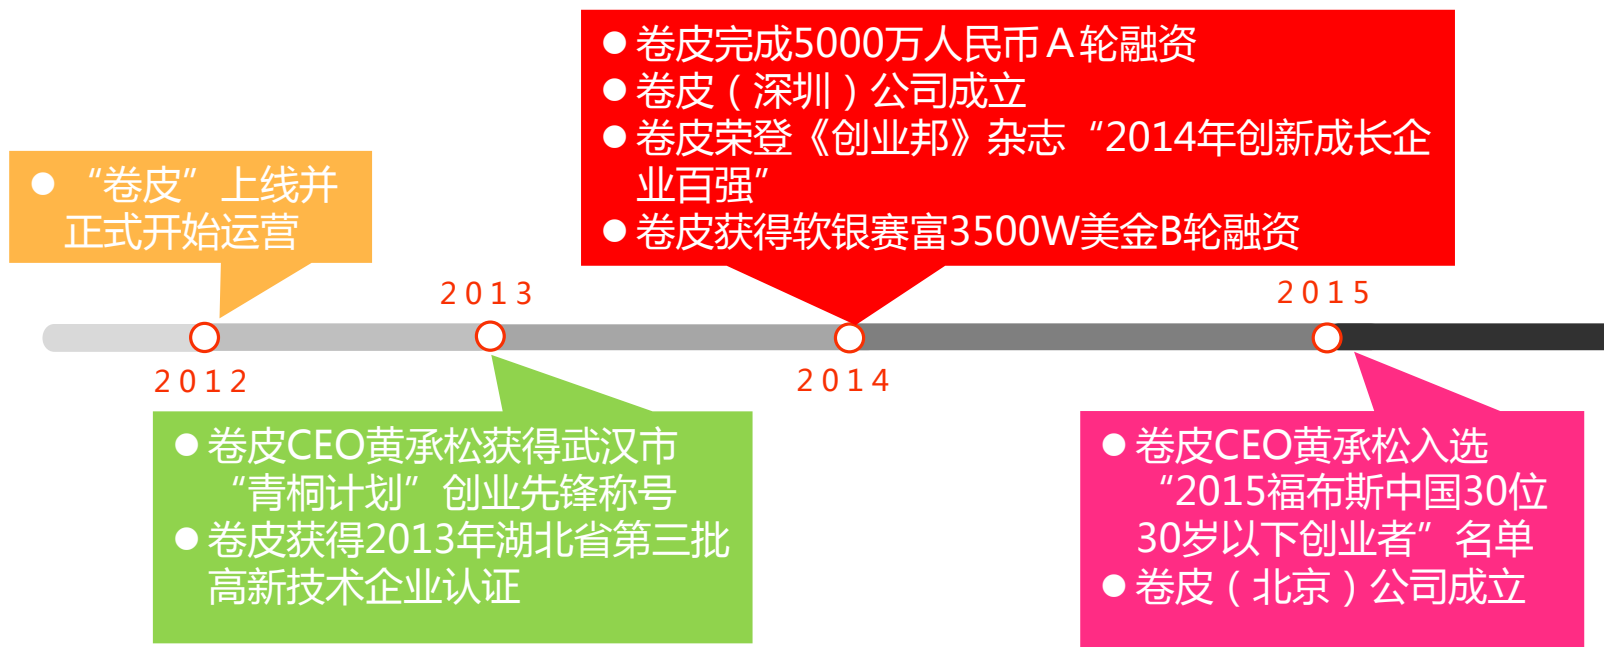 “卷皮”上线并
正式开始运营
2012
2013
卷皮CEO黄承松获得武汉市
“青桐计划”创业先锋称号
卷皮获得2013年湖北省第三批
高新技术企业认证
卷皮完成5000万人民币A轮融资
卷皮（深圳）公司成立
卷皮荣登《创业邦》杂志“2014年创新成长企
业百强”
卷皮获得软银赛富3500W美金B轮融资
2014
2015
卷皮CEO黄承松入选
“2015福布斯中国30位
30岁以下创业者”名单
卷皮（北京）公司成立